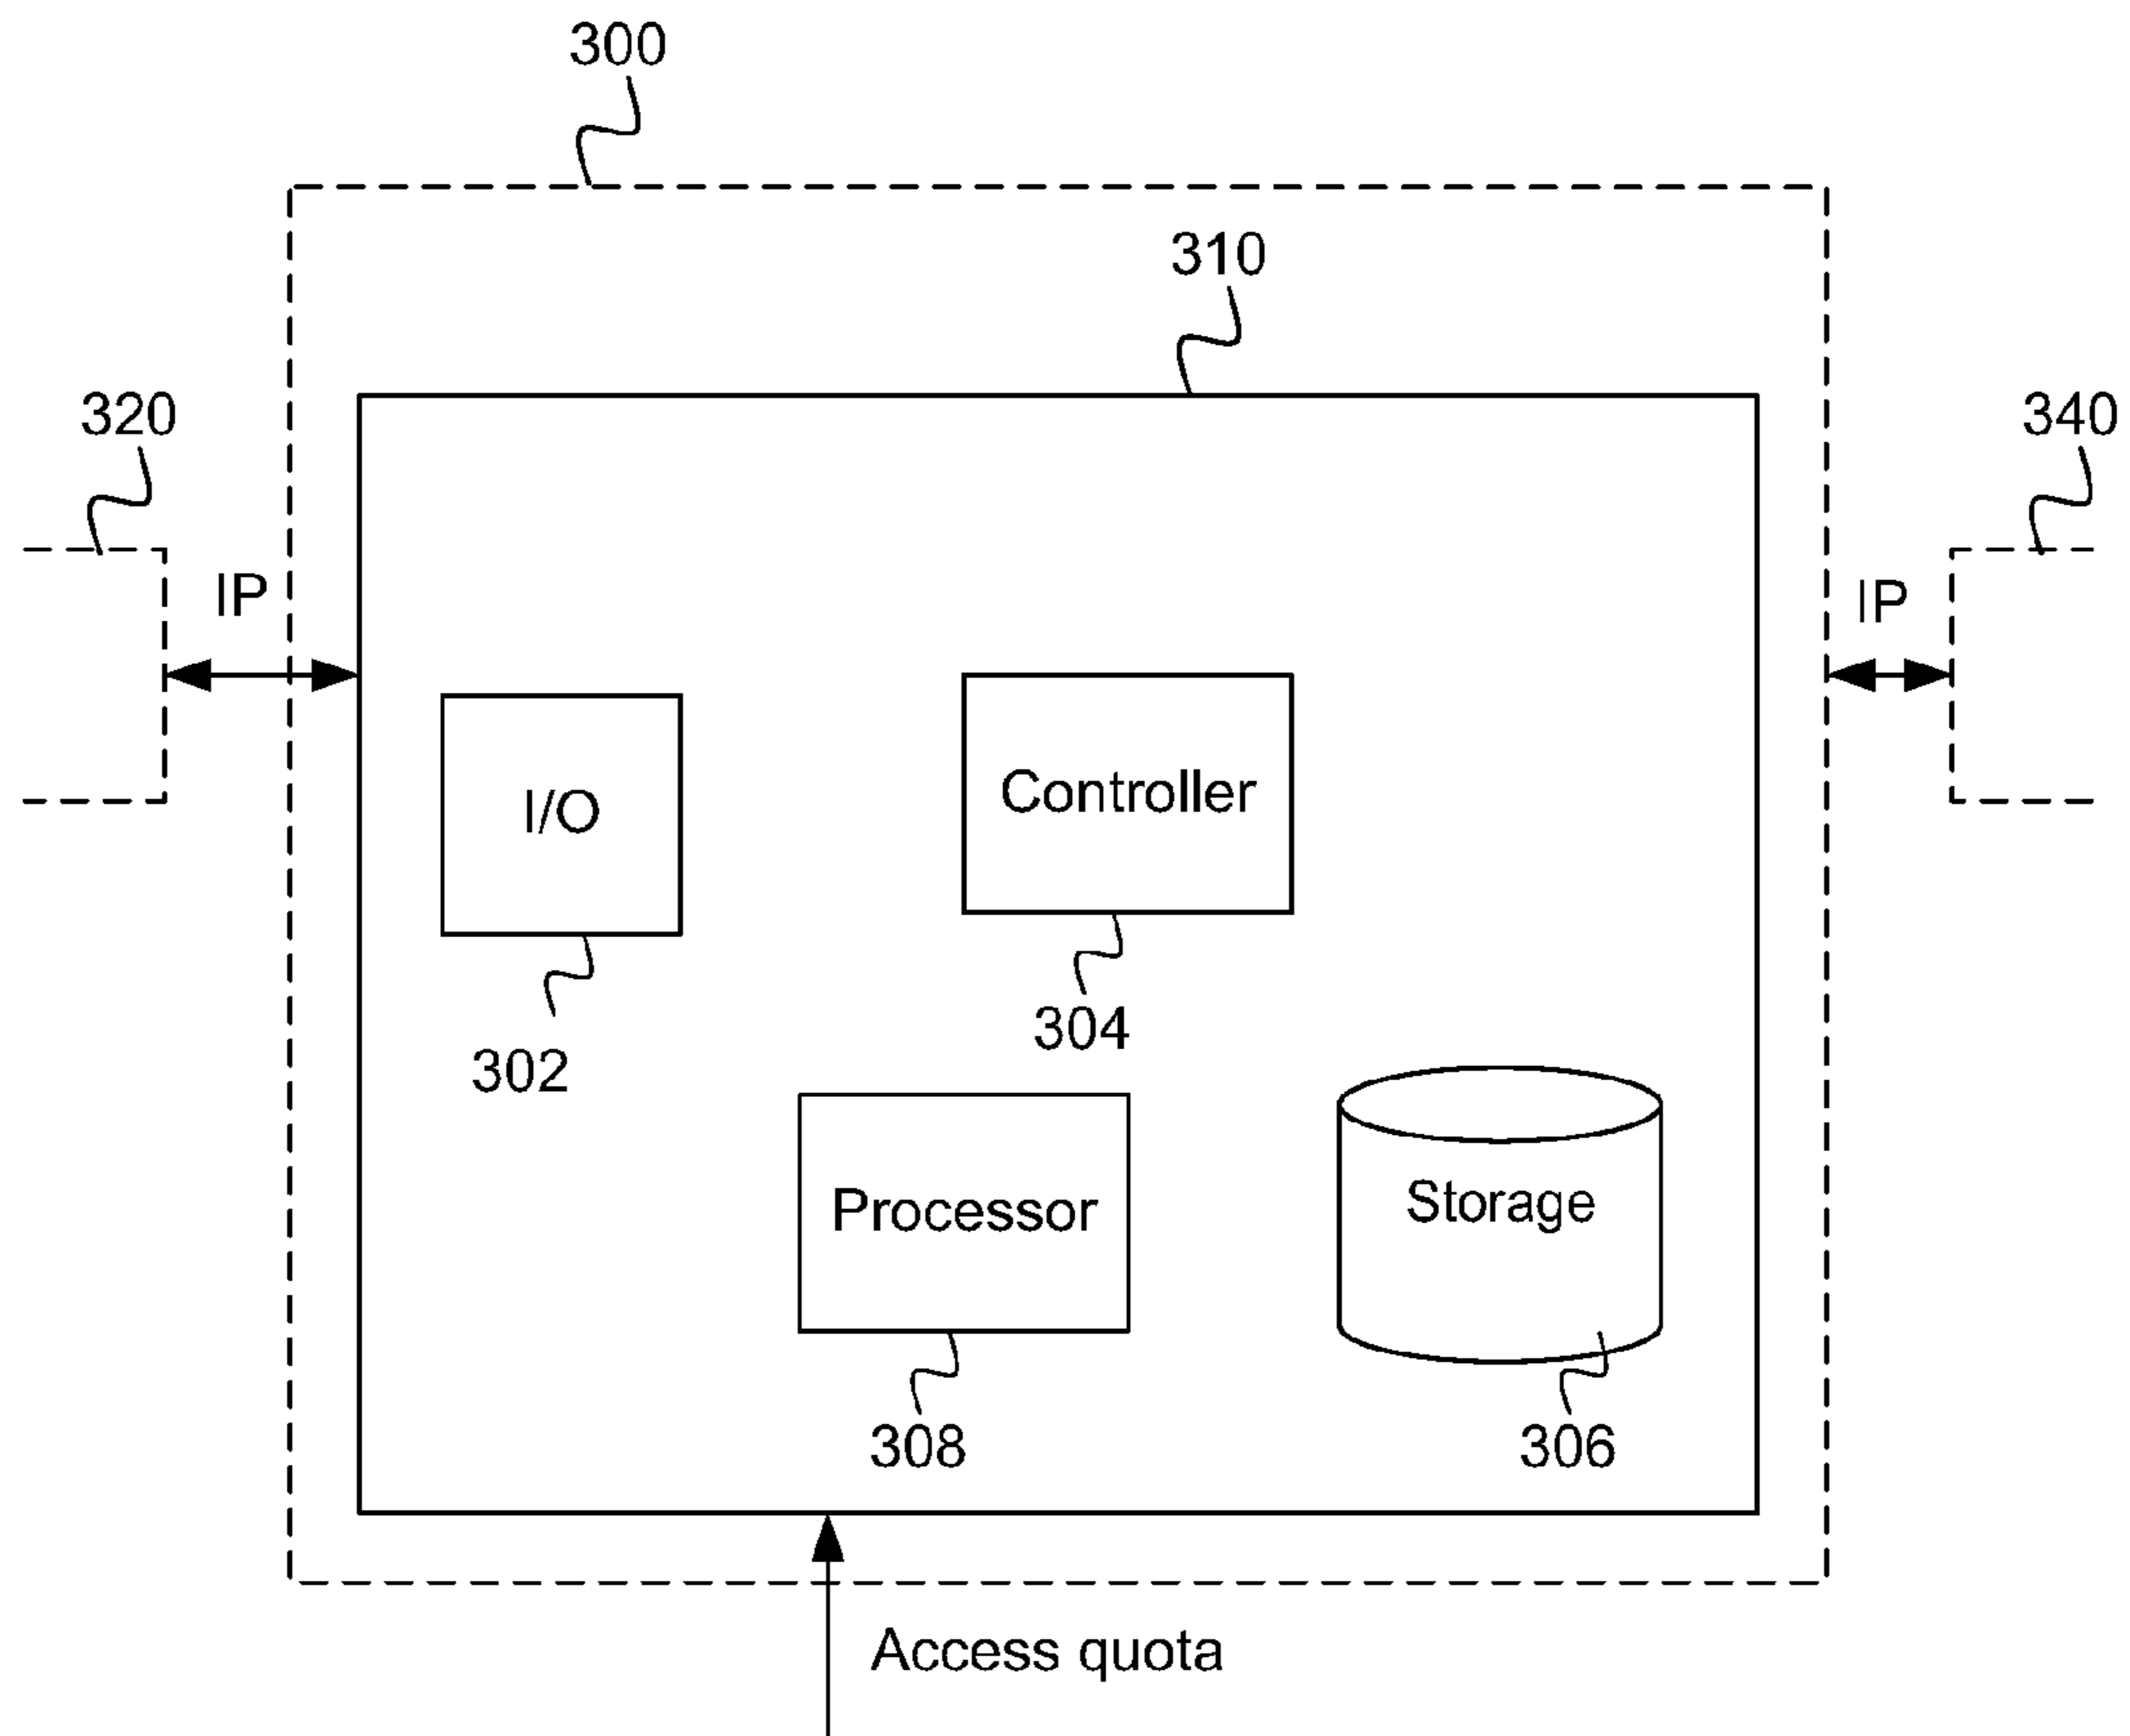 300
310
320
340
IP
IP
I/O
Controller
304
302
Processor
Storage
308
306
Access quota